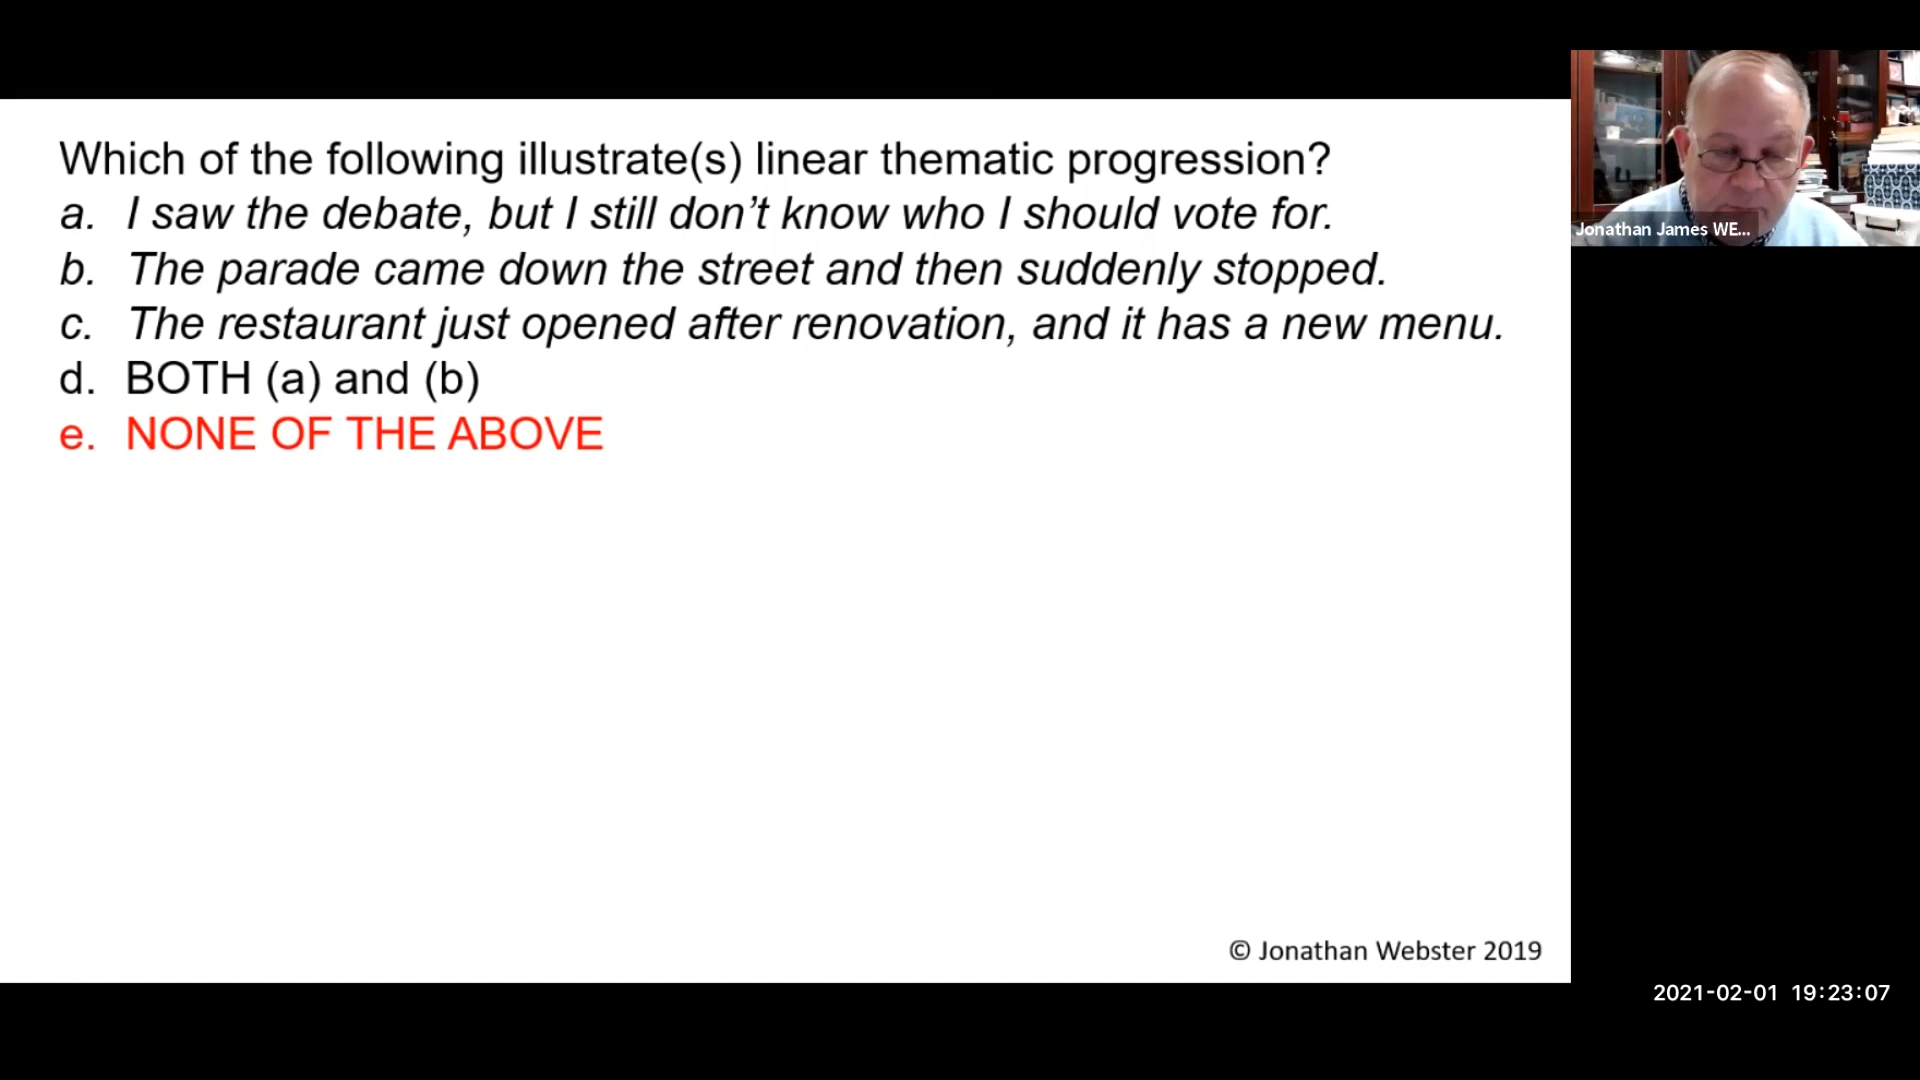 Which of the following illustrate(s) linear thematic progression?
a. I saw the debate, but I still don't know who I should vote for.
b. The parade came down the street and then suddenly stopped.
c. The restaurant just opened after renovation, and it has a new menu.
d. BOTH (a) and (b)
e. NONE OF THE ABOVE
© Jonathan Webster 2019
Jonathan James WE...
2021-02-01 19:23:07